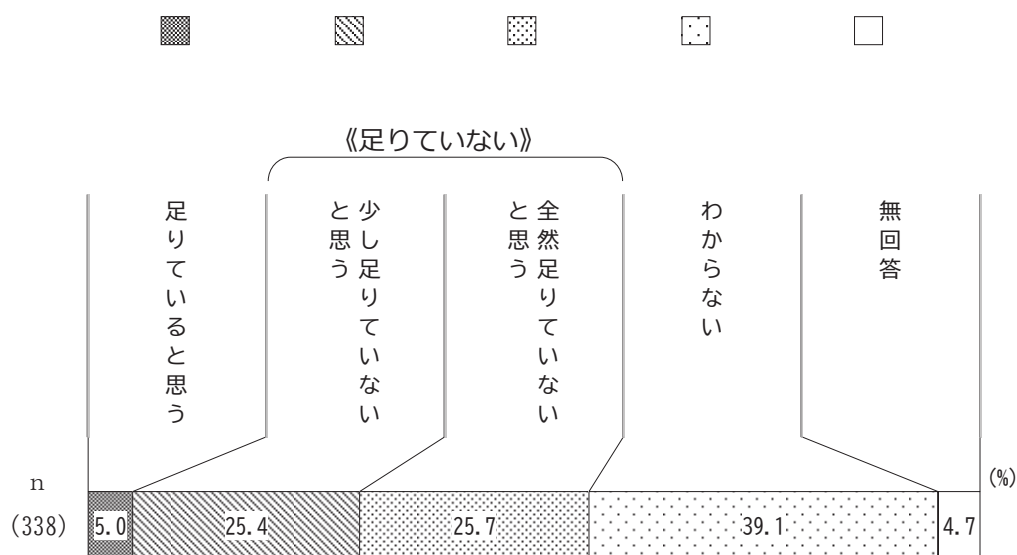 《足りていない》
足りていると思う
少し足りていない
と思う
全然足りていない
と思う
わからない
無回答
(%)
n
(338)
5.0
25.4
25.7
39.1
4.7